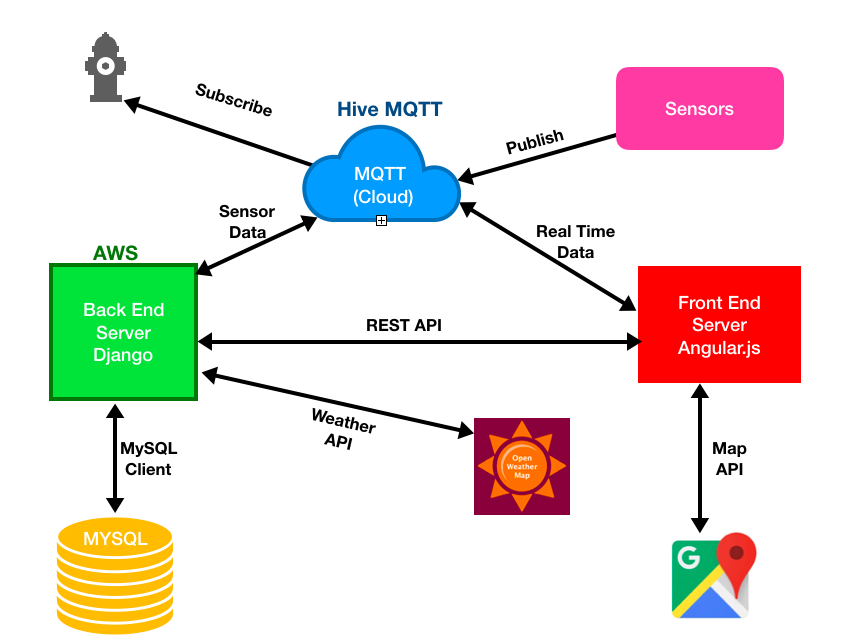 Subscribe
Hive MQTT
Sensors
Publish
MQTT
(Cloud)
Sensor
Data
Real Time
Data
AWS
Back End
Server
Django
Front End
Server
Angular.js
REST API
Weather
API
MySQL
Client
Open
Weather
Map
Map
API
MYSQL
G